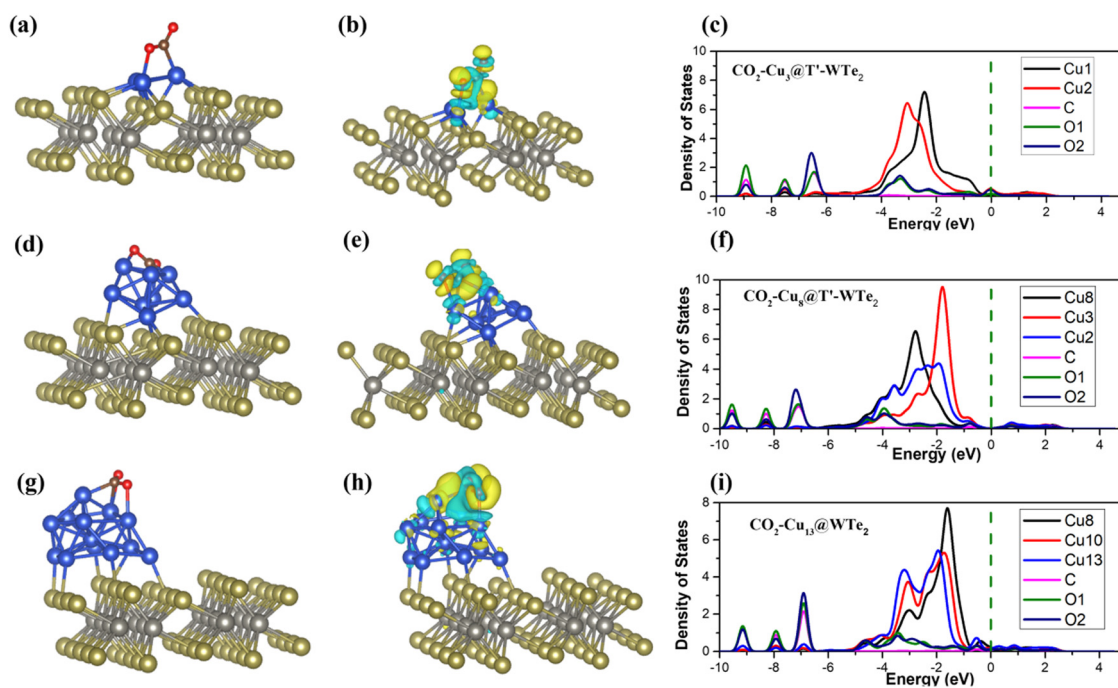 (a)
(b)
(c)
Density of States
10
8
6
4
2
0
CO₂-Cu₃@T'-WTe₂
Cu1
Cu2
C
O1
O2
-10 -8 -6 -4 -2 0 2 4
Energy (eV)
(d)
(e)
(f)
Density of States
10
8
6
4
2
0
CO₂-Cu₈@T'-WTe₂
Cu8
Cu3
Cu2
C
O1
O2
-10 -8 -6 -4 -2 0 2 4
Energy (eV)
(g)
(h)
(i)
Density of States
8
6
4
2
0
CO₂-Cu₁₃@WTe₂
Cu8
Cu10
Cu13
C
O1
O2
-10 -8 -6 -4 -2 0 2 4
Energy (eV)